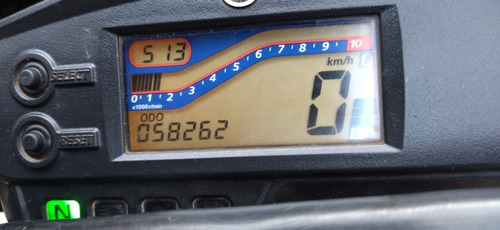 513
SELECT
0 1 2 3 4 5 6 7 8 9 10
x1000r/min
km/h
F
0
ODO
058262
RESET
N